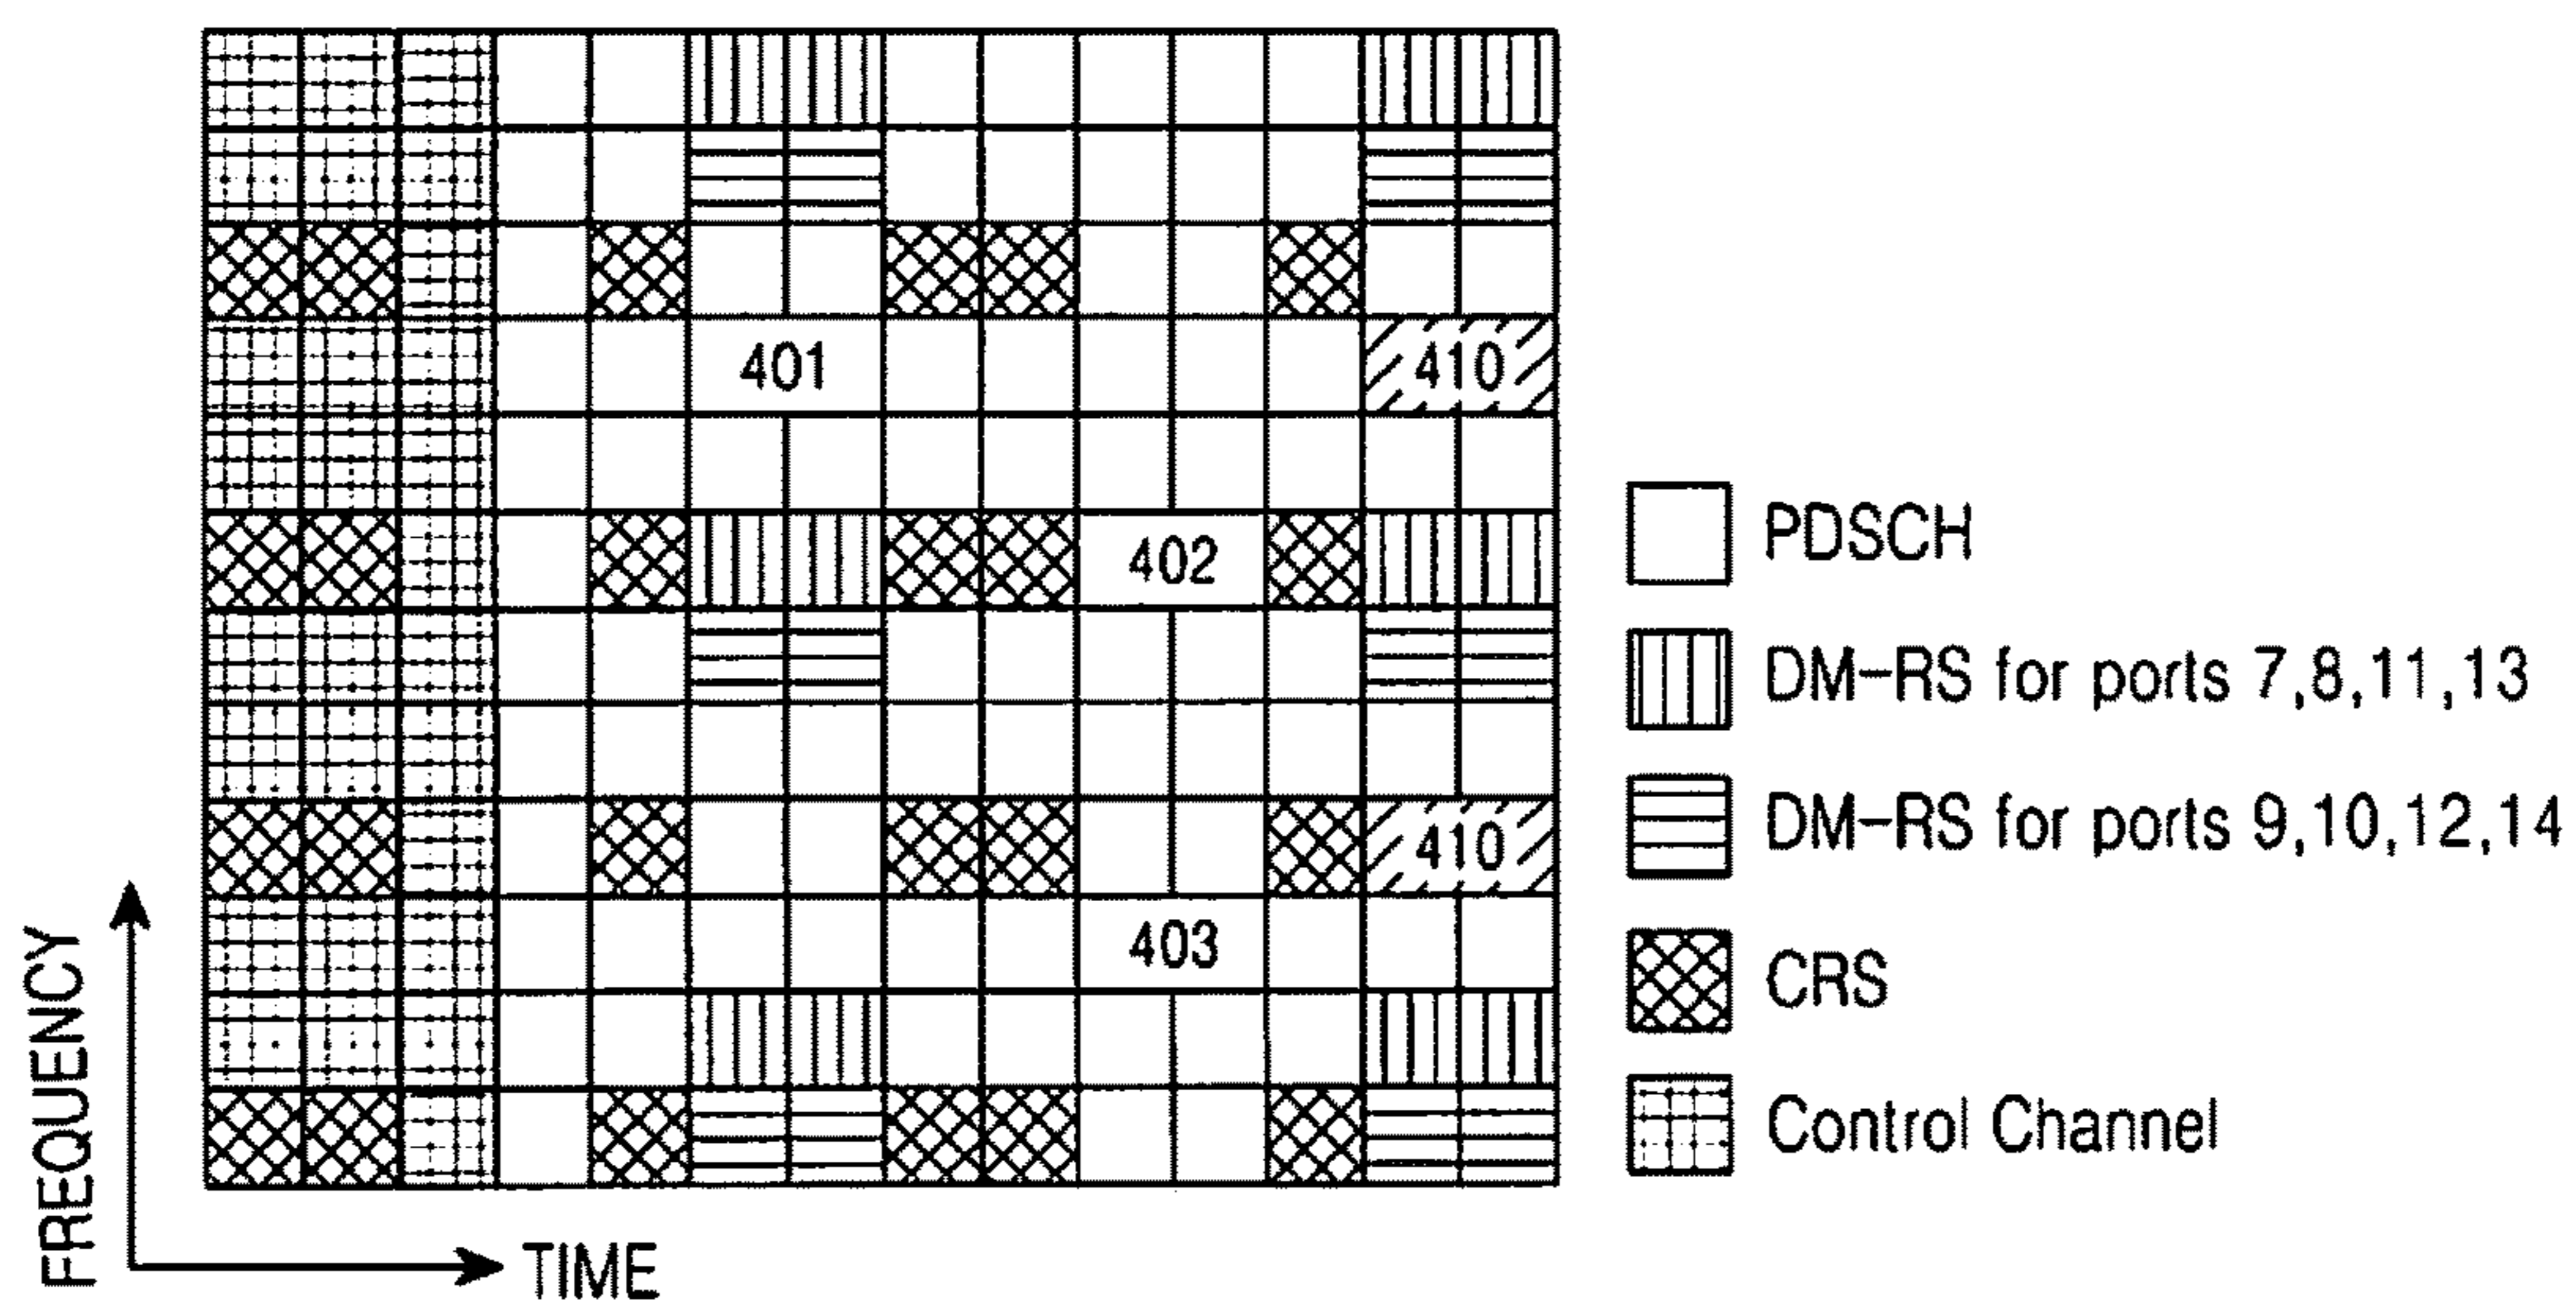 401
410
402
410
403
PDSCH
DM-RS for ports 7,8,11,13
DM-RS for ports 9,10,12,14
CRS
Control Channel
FREQUENCY
TIME